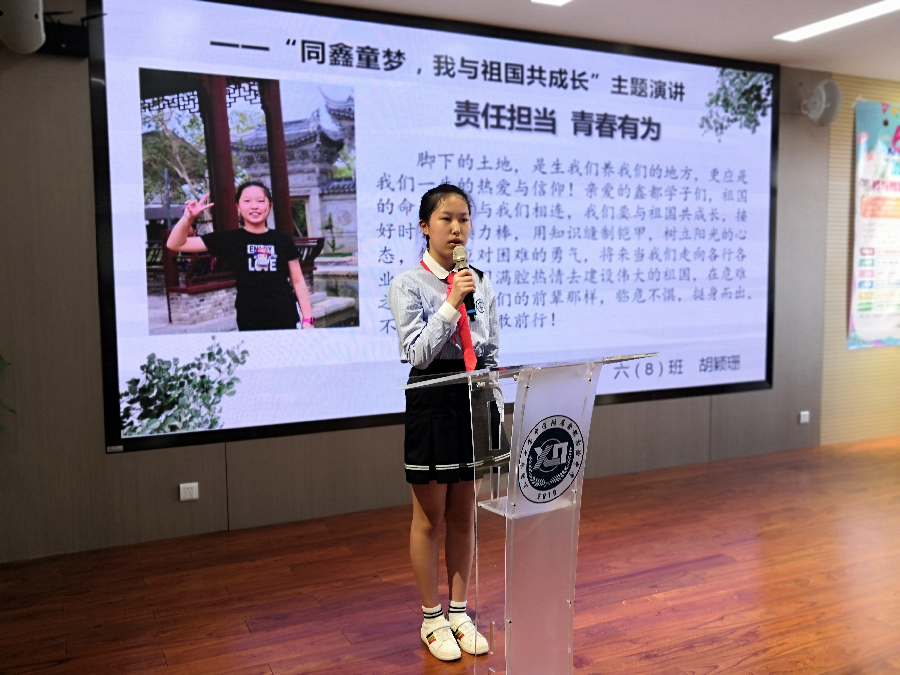 ——“同鑫童梦，我与祖国共成长”主题演讲
责任担当 青春有为
脚下的土地，是生我们养我们的地方，更应是
我们一生的热爱与信仰！亲爱的鑫都学子们，祖国
的命 与我们相连，我们要与祖国共成长，接
好时 力棒，用知识缝制铠甲，树立阳光的心
态， 对困难的勇气，将来当我们走向各行各
业 满腔热情去建设伟大的祖国，在危难
之 们的前辈那样，临危不惧，挺身而出，
不 敢前行！
六（8）班 胡颖珊
ENJOY
LOVE
2019